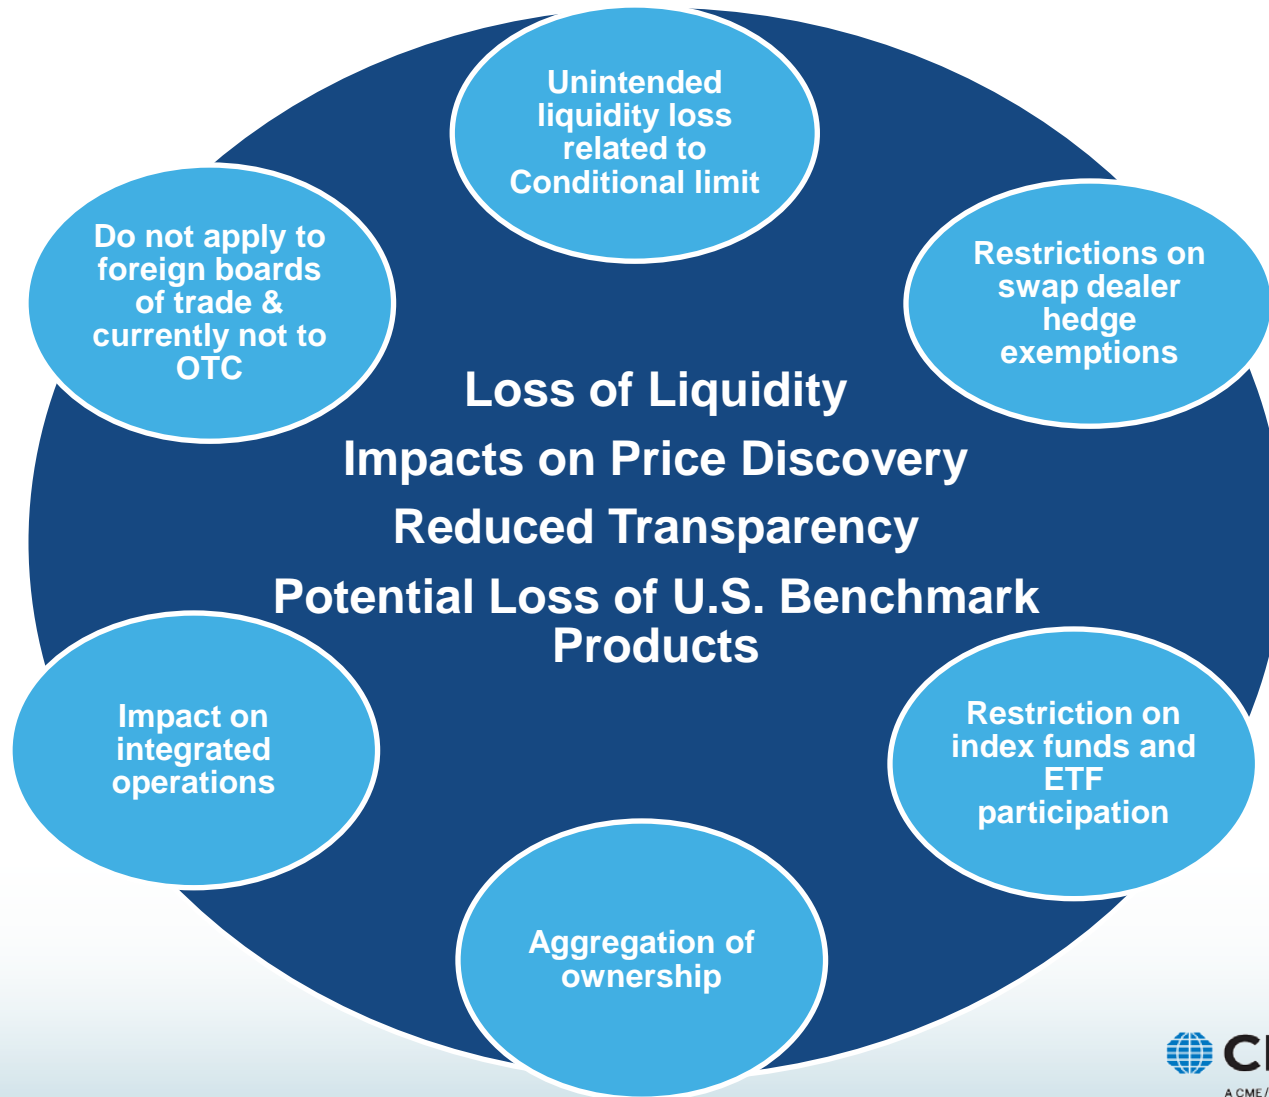 Unintended
liquidity loss
related to
Conditional limit
Do not apply to
foreign boards
of trade &
currently not to
OTC
Restrictions on
swap dealer
hedge
exemptions
Loss of Liquidity
Impacts on Price Discovery
Reduced Transparency
Potential Loss of U.S. Benchmark
Products
Impact on
integrated
operations
Restriction on
index funds and
ETF
participation
Aggregation of
ownership
A CME/